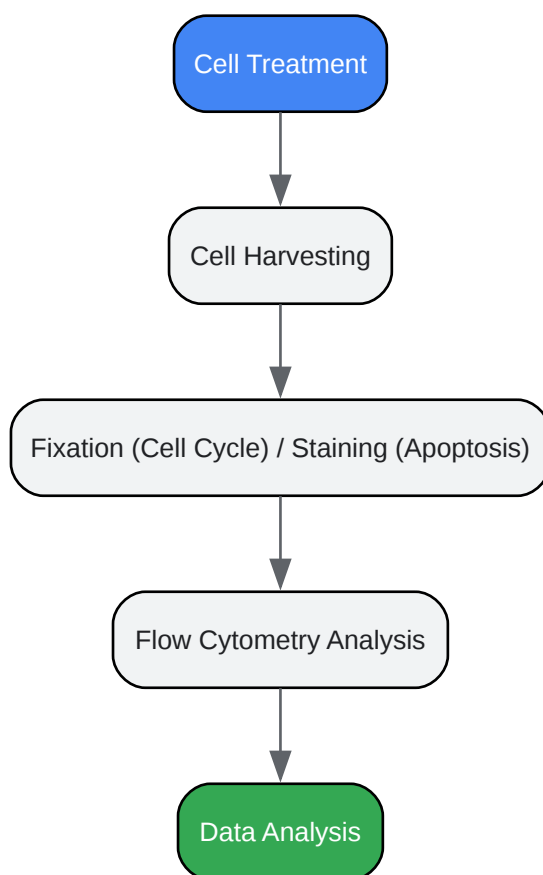 Cell Treatment
Cell Harvesting
Fixation (Cell Cycle) / Staining (Apoptosis)
Flow Cytometry Analysis
Data Analysis